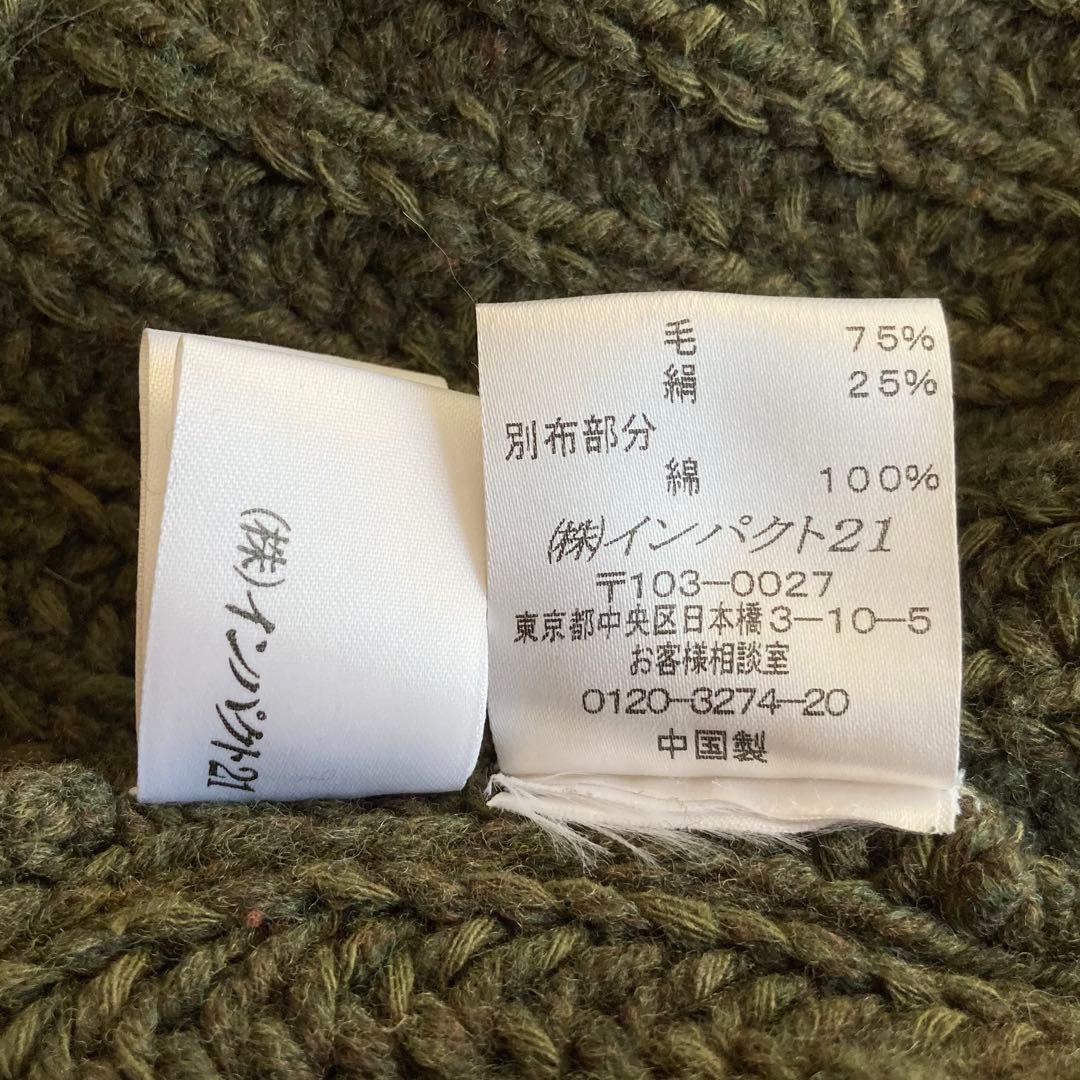 (株)インパクト21
毛 75%
絹 25%
別布部分
綿 100%
(株)インパクト21
〒103-0027
東京都中央区日本橋3-10-5
お客様相談室
0120-3274-20
中国製